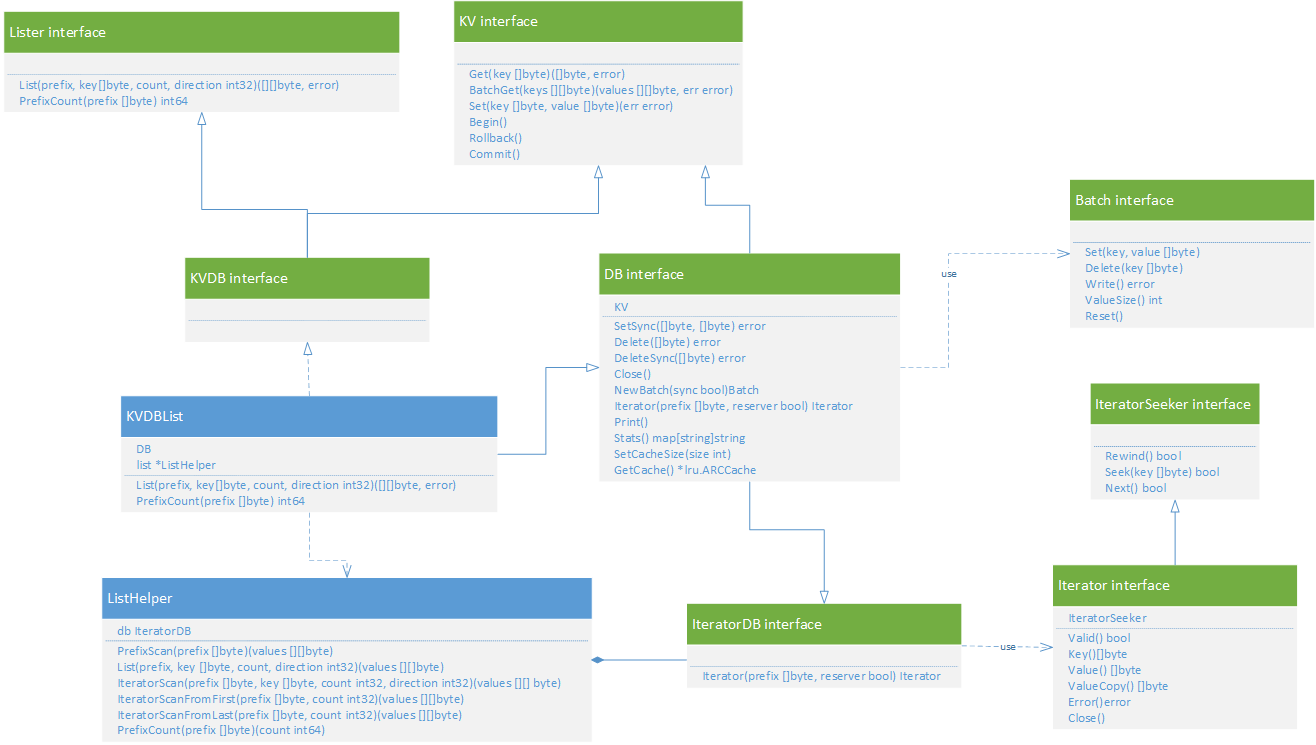 Lister interface
List(prefix, key[]byte, count, direction int32)([][]byte, error)
PrefixCount(prefix []byte) int64
KV interface
Get(key []byte)([]byte, error)
BatchGet(keys [][]byte)(values [][]byte, err error)
Set(key []byte, value []byte)(err error)
Begin()
Rollback()
Commit()
Batch interface
Set(key, value []byte)
Delete(key []byte)
Write() error
ValueSize() int
Reset()
KVDB interface
DB interface
KV
SetSync([]byte, []byte) error
Delete([]byte) error
DeleteSync([]byte) error
Close()
NewBatch(sync bool)Batch
Iterator(prefix []byte, reserver bool) Iterator
Print()
Stats() map[string]string
SetCacheSize(size int)
GetCache() *lru.ARCCache
use
KVDBList
DB
list *ListHelper
List(prefix, key[]byte, count, direction int32)([][]byte, error)
PrefixCount(prefix []byte) int64
IteratorSeeker interface
Rewind() bool
Seek(key []byte) bool
Next() bool
ListHelper
db IteratorDB
PrefixScan(prefix []byte)(values [][]byte)
List(prefix, key []byte, count, direction int32)(values [][]byte)
IteratorScan(prefix []byte, key []byte, count int32, direction int32)(values [][] byte)
IteratorScanFromFirst(prefix []byte, count int32)(values [][]byte)
IteratorScanFromLast(prefix []byte, count int32)(values [][]byte)
PrefixCount(prefix []byte)(count int64)
IteratorDB interface
Iterator(prefix []byte, reserver bool) Iterator
use
Iterator interface
IteratorSeeker
Valid() bool
Key()[]byte
Value() []byte
ValueCopy() []byte
Error()error
Close()